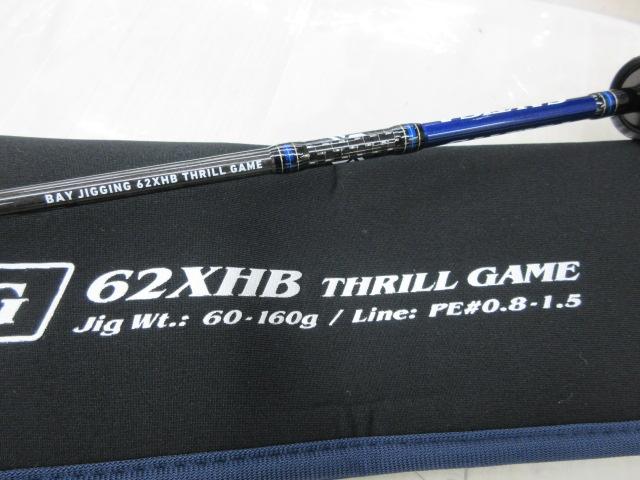 BAY JIGGING 62XHB THRILL GAME
G 62XHB THRILL GAME
Jig Wt.: 60-160g / Line: PE#0.8-1.5